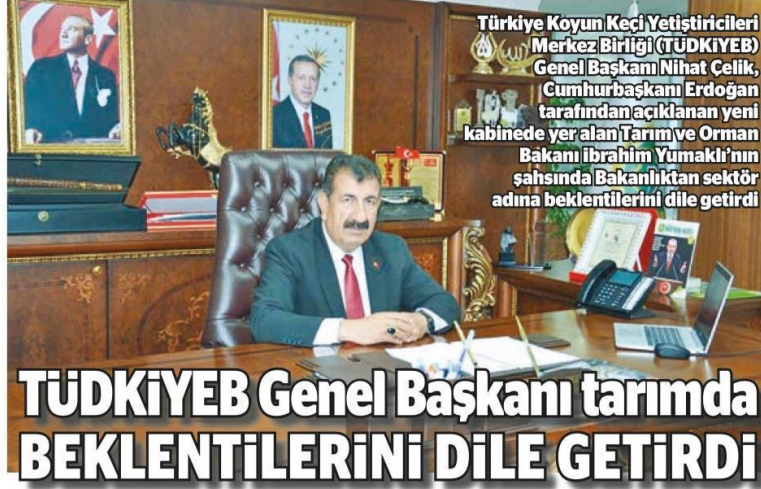 Türkiye Koyun Keçi Yetiştiricileri
Merkez Birliği (TÜDKİYEB)
Genel Başkanı Nihat Çelik,
Cumhurbaşkanı Erdoğan
tarafından açıklanan yeni
kabinede yer alan Tarım ve Orman
Bakanı İbrahim Yumaklı'nın
şahsında Bakanlıktan sektör
adına beklentilerini dile getirdi
TÜDKİYEB Genel Başkanı tarımda
BEKLENTİLERİNİ DİLE GETİRDİ